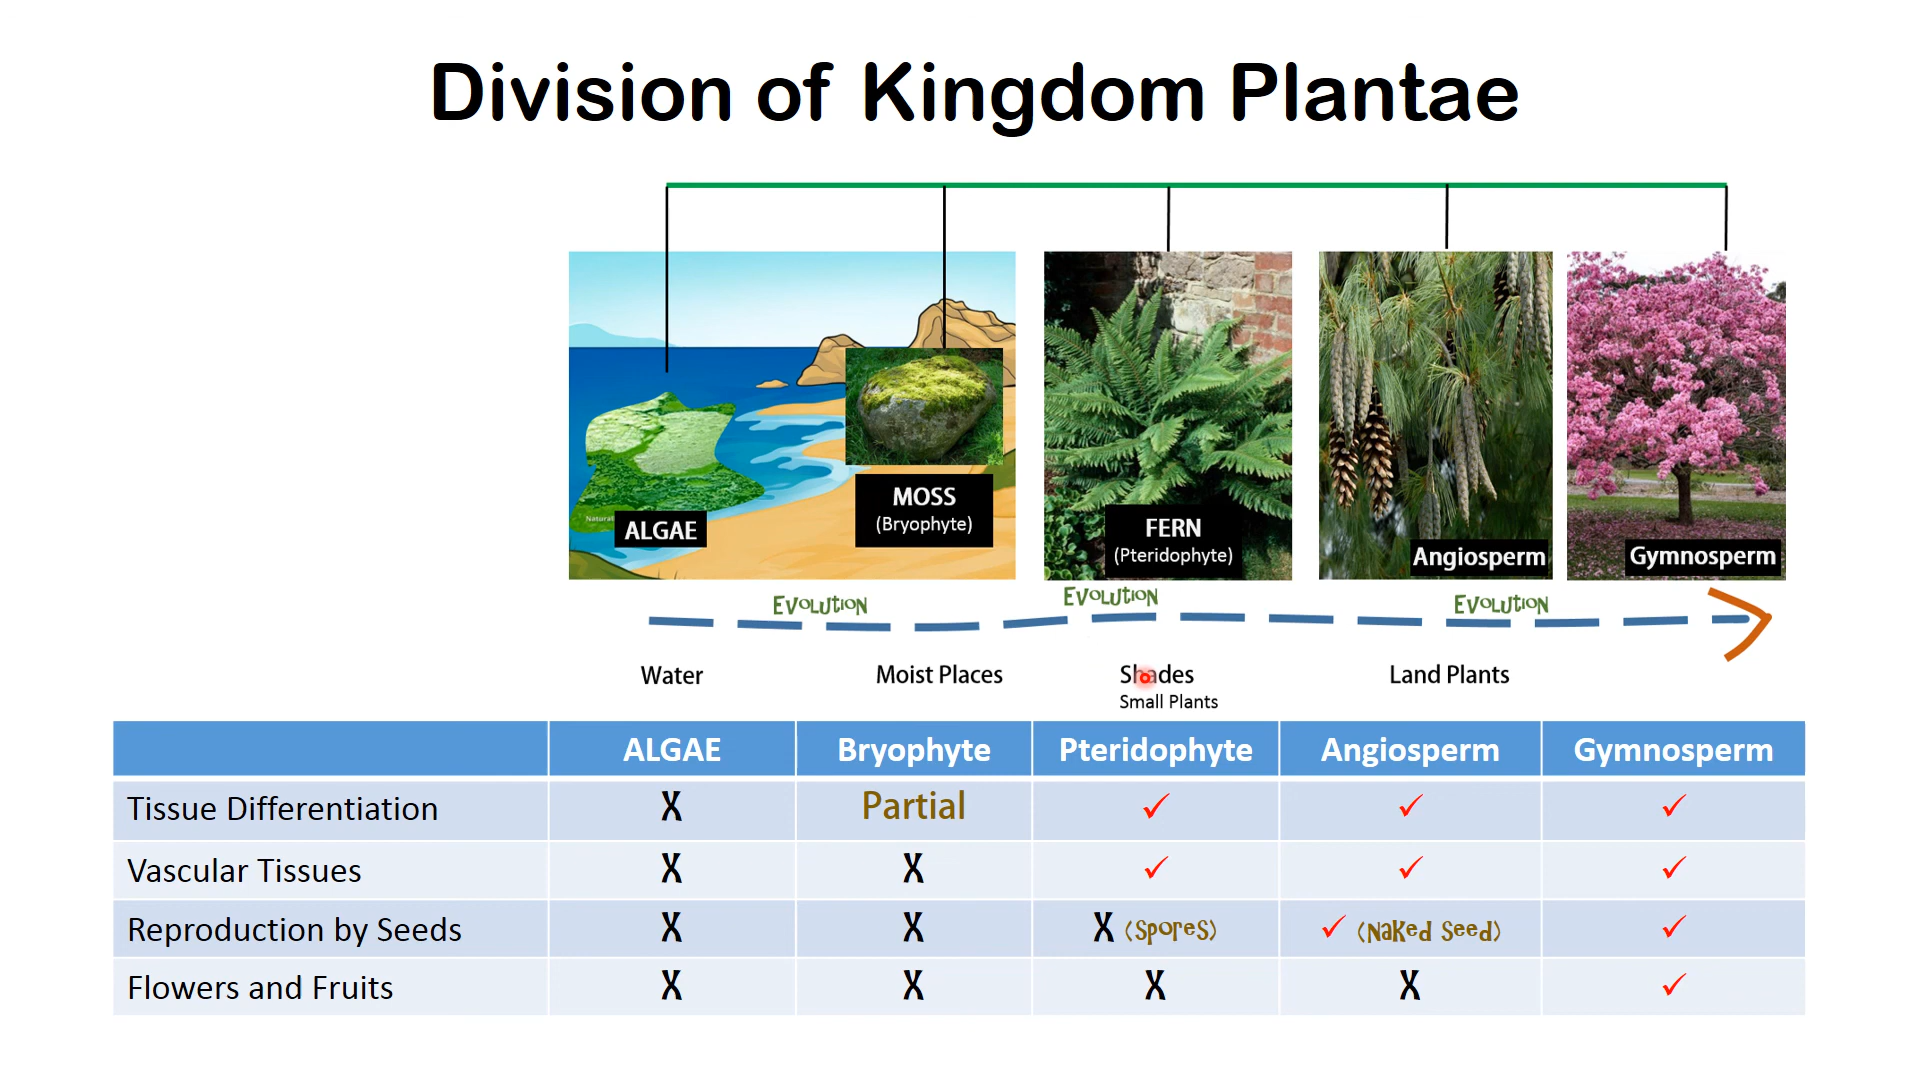 Division of Kingdom Plantae
Natural
ALGAE
MOSS
(Bryophyte)
FERN
(Pteridophyte)
Angiosperm
Gymnosperm
Evolution
Evolution
Evolution
Water
Moist Places
Shades
Small Plants
Land Plants
ALGAE Bryophyte Pteridophyte Angiosperm Gymnosperm
Tissue Differentiation X Partial ✓ ✓ ✓
Vascular Tissues X X ✓ ✓ ✓
Reproduction by Seeds X X X (Spores) ✓ (Naked Seed) ✓
Flowers and Fruits X X X X ✓